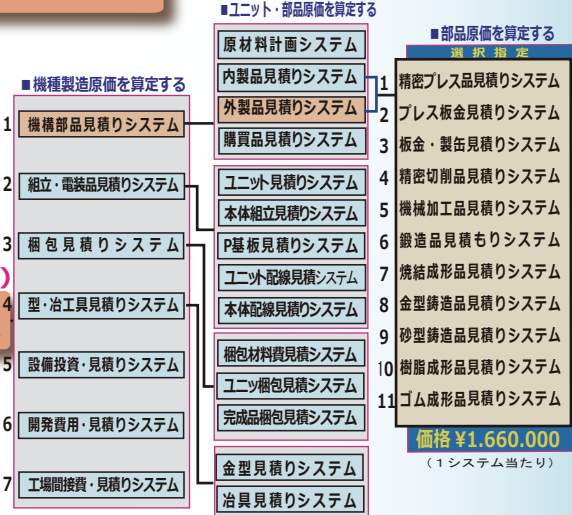 ■ユニット・部品原価を算定する
■部品原価を算定する
選択指定
■機種製造原価を算定する
1 機構部品見積りシステム
2 組立・電装品見積りシステム
3 梱包見積りシステム
)
4 型・冶工具見積りシステム
5 設備投資・見積りシステム
6 開発費用・見積りシステム
7 工場間接費・見積りシステム
原材料計画システム
内製品見積りシステム
外製品見積りシステム
購買品見積りシステム
ユニット見積りシステム
本体組立見積りシステム
P基板見積りシステム
ユニット配線見積システム
本体配線見積りシステム
梱包材料費見積システム
ユニッ梱包見積システム
完成品梱包見積システム
金型見積りシステム
冶具見積りシステム
1 精密プレス品見積りシステム
2 プレス板金見積りシステム
3 板金・製缶見積りシステム
4 精密切削品見積りシステム
5 機械加工品見積りシステム
6 鍛造品見積もりシステム
7 焼結成形品見積りシステム
8 金型鋳造品見積りシステム
9 砂型鋳造品見積りシステム
10 樹脂成形品見積りシステム
11 ゴム成形品見積りシステム
価格 ¥1.660.000
(1システム当たり)